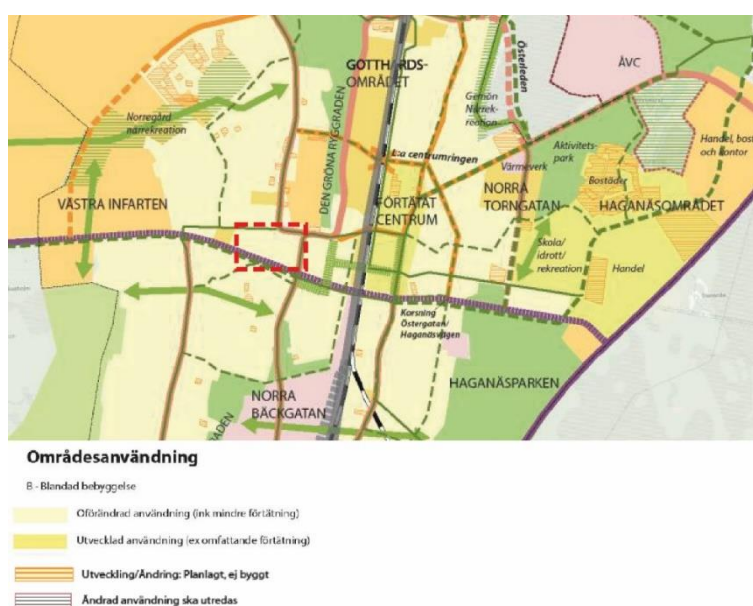 GOTTHARDS-
OMRÅDET
Österleden
ÅVC
Norregård
närrekreation
DEN GRÖNA RYGGRADEN
Gemön
Närrek-
reation
Aktivitets-
park
Handel, bost
och kontor
L:a centrumringen
Värmeverk
VÄSTRA INFARTEN
FÖRTÄTAT
CENTRUM
NORRA
TORNGATAN
Bostäder
HAGANÄSOMRÅDET
Skola/
idrott/
rekreation
Handel
Korsning
Östergatan/
Haganäsvägen
NORRA
BÄCKGATAN
HAGANÄSPARKEN
RADEN
Områdesanvändning
B - Blandad bebyggelse
Oförändrad användning (ink mindre förtätning)
Utvecklad användning (ex omfattande förtätning)
Utveckling/Ändring: Planlagt, ej byggt
Ändrad användning ska utredas